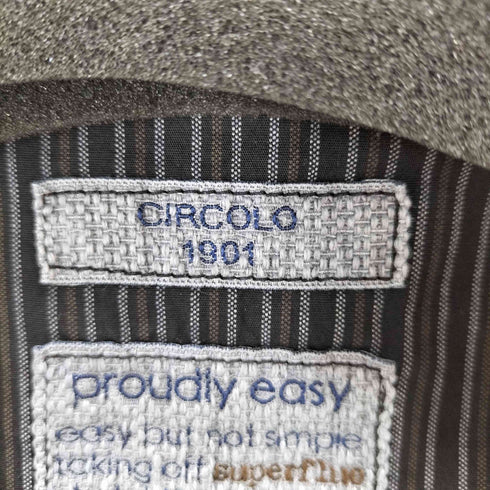 CIRCOLO
1901
proudly easy
easy but not simple
taking off superfluo